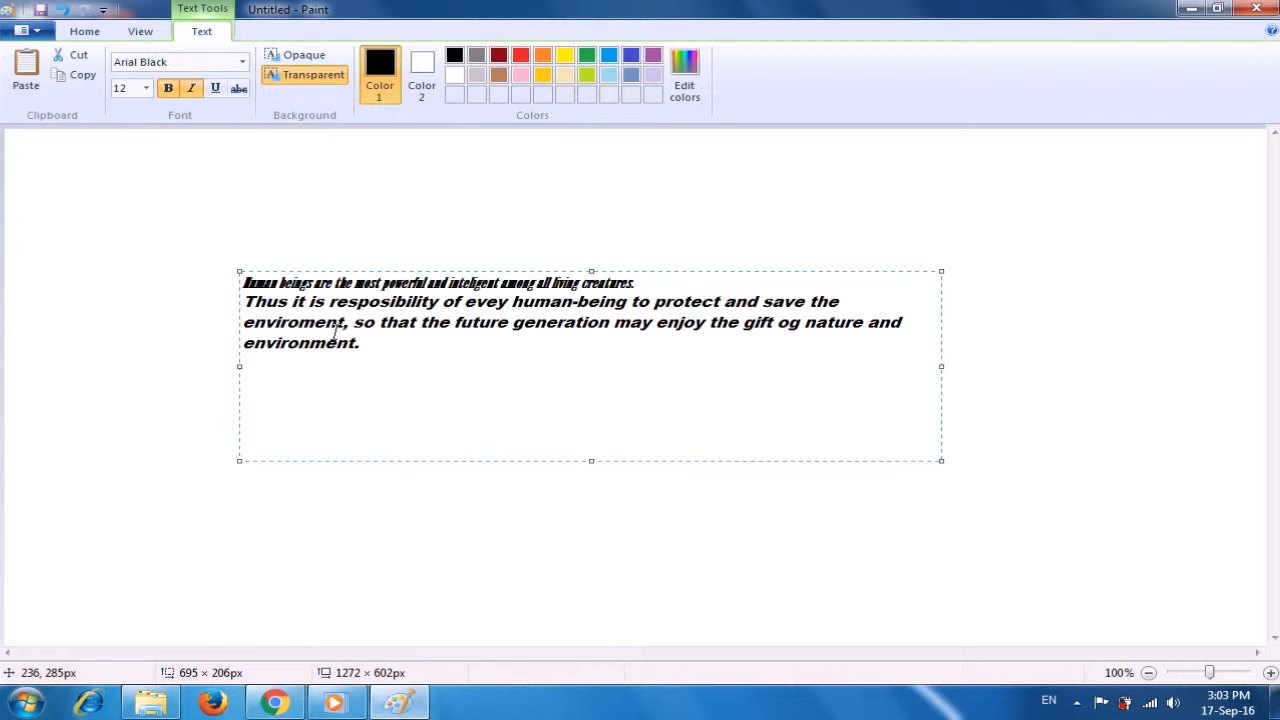 Text Tools
Untitled - Paint
Home
View
Text
Paste
Cut
Copy
Clipboard
Arial Black
12
B
I
U
abc
Font
Opaque
Transparent
Background
Color 1
Color 2
Edit colors
Colors
Human beings are the most powerful and inteligent among all living creatures.
Thus it is resposibility of evey human-being to protect and save the
enviroment, so that the future generation may enjoy the gift og nature and
environment.
236, 285px
695 × 206px
1272 × 602px
100%
EN
3:03 PM
17-Sep-16